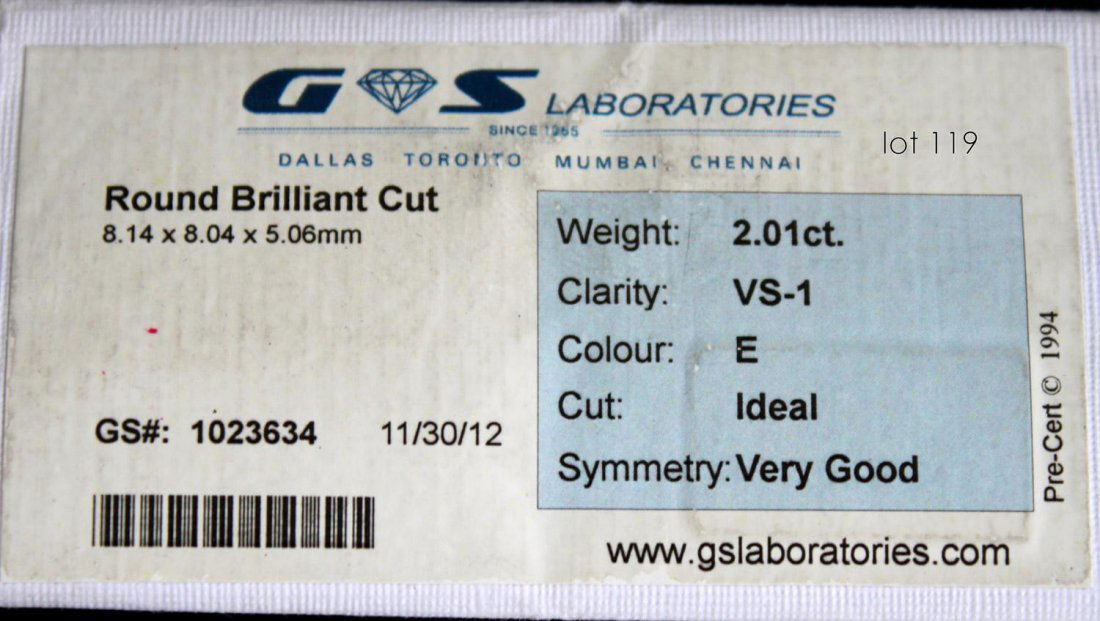 GS LABORATORIES
SINCE 1965
DALLAS TORONTO MUMBAI CHENNAI
lot 119
Round Brilliant Cut
8.14 x 8.04 x 5.06mm
Weight: 2.01ct.
Clarity: VS-1
Colour: E
Cut: Ideal
Symmetry: Very Good
GS#: 1023634 11/30/12
Pre-Cert © 1994
www.gslaboratories.com